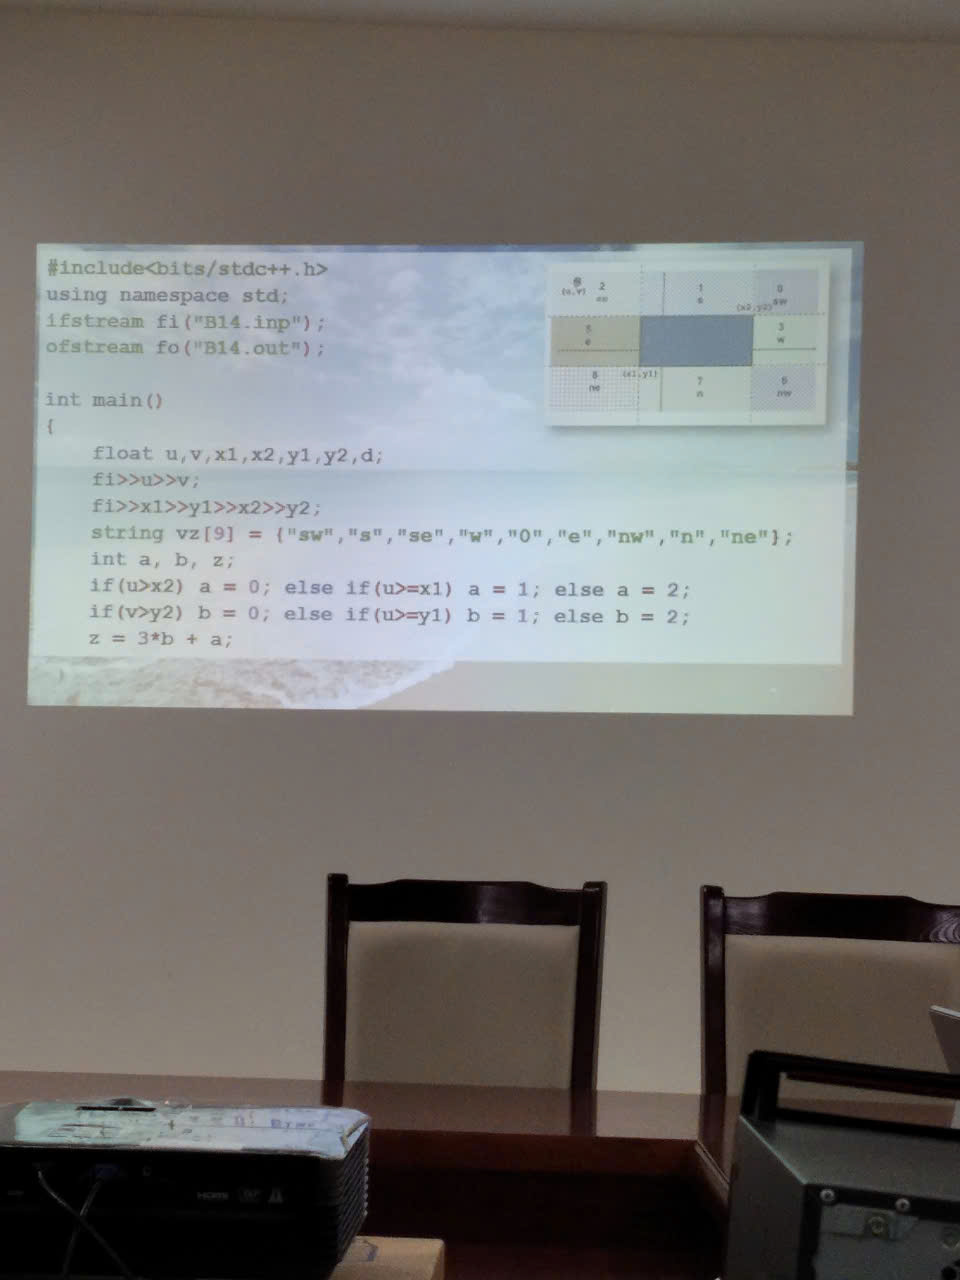 #include<bits/stdc++.h>
using namespace std;
ifstream fi("B14.inp");
ofstream fo("B14.out");
int main()
{
float u,v,x1,x2,y1,y2,d;
fi>>u>>v;
fi>>x1>>y1>>x2>>y2;
string vz[9] = {"sw","s","se","w","0","e","nw","n","ne"};
int a, b, z;
if(u>x2) a = 0; else if(u>=x1) a = 1; else a = 2;
if(v>y2) b = 0; else if(u>=y1) b = 1; else b = 2;
z = 3*b + a;
(u,v)
2
1
s
0
sw
(x2,y2)
5
e
3
w
(x1,y1)
8
ne
7
n
6
nw
HDMI